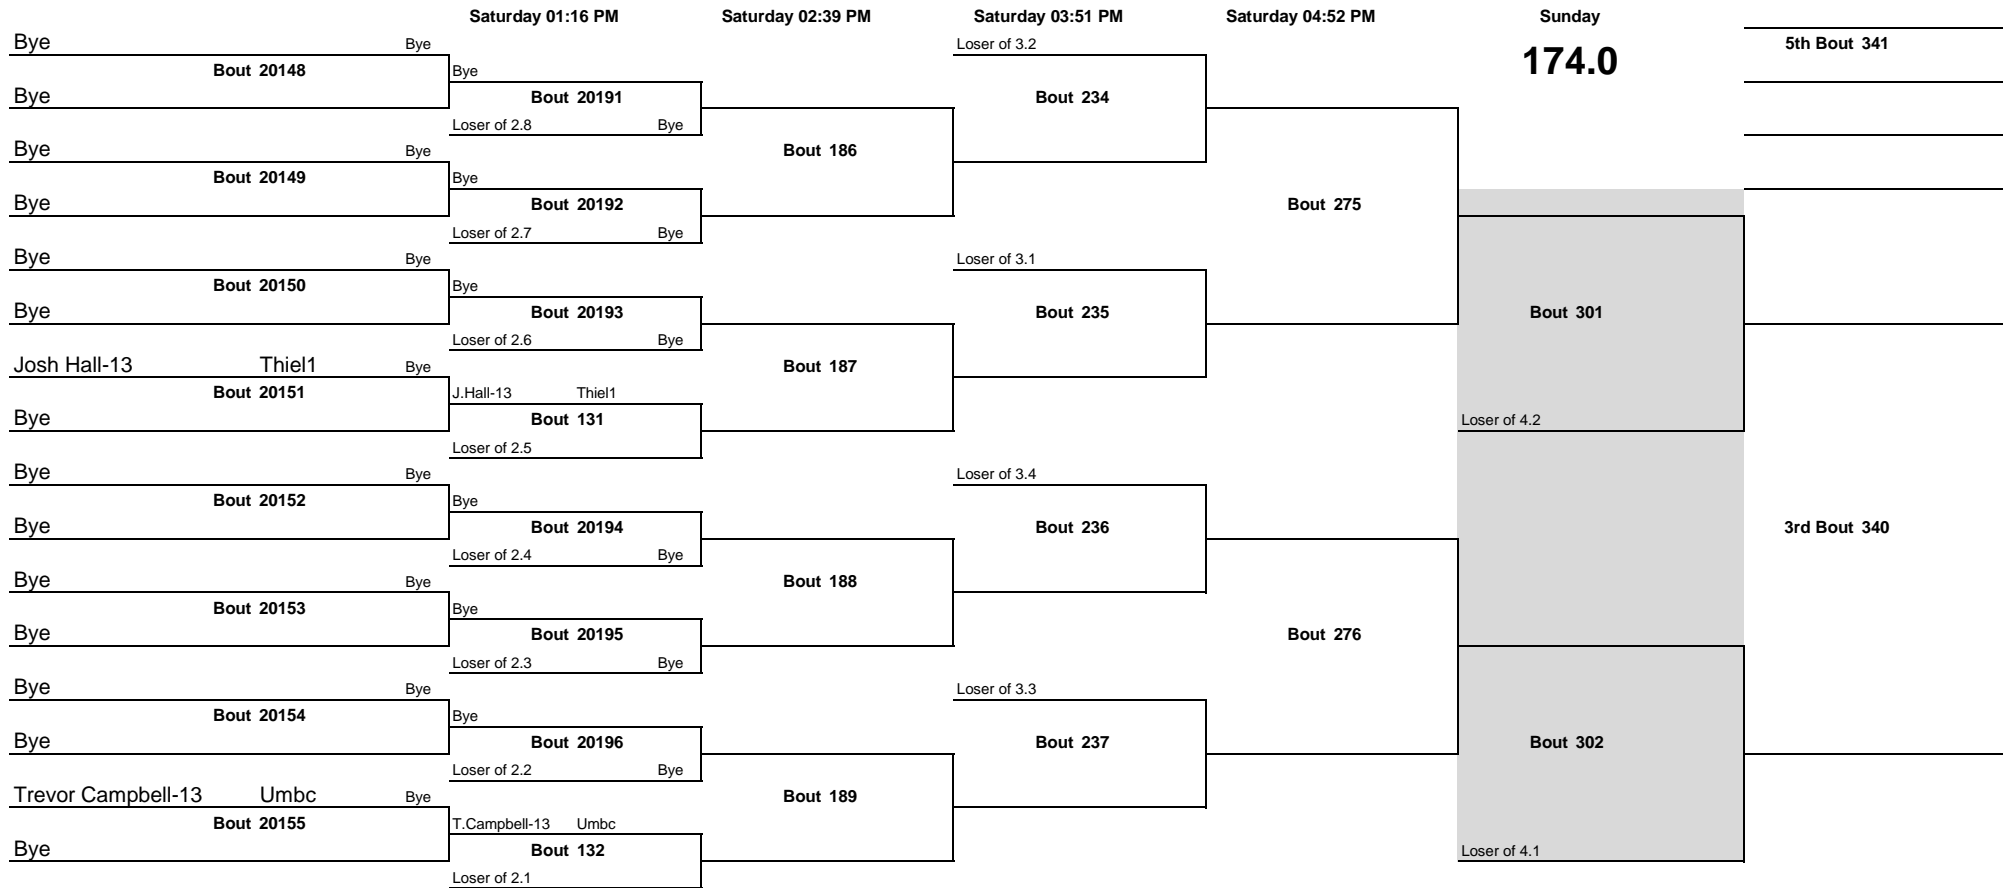 Saturday 01:16 PM Saturday 02:39 PM Saturday 03:51 PM Saturday 04:52 PM Sunday
Bye Bye Loser of 3.2 174.0 5th Bout 341
Bout 20148 Bye
Bye Bout 20191 Bout 234
Loser of 2.8 Bye
Bye Bye Bout 186
Bout 20149 Bye
Bye Bout 20192 Bout 275
Loser of 2.7 Bye
Bye Bye Loser of 3.1
Bout 20150 Bye
Bye Bout 20193 Bout 235 Bout 301
Loser of 2.6 Bye
Josh Hall-13 Thiel1 Bye Bout 187
Bout 20151 J.Hall-13 Thiel1
Bye Bout 131 Loser of 4.2
Loser of 2.5
Bye Bye Loser of 3.4
Bout 20152 Bye
Bye Bout 20194 Bout 236 3rd Bout 340
Loser of 2.4 Bye
Bye Bye Bout 188
Bout 20153 Bye
Bye Bout 20195 Bout 276
Loser of 2.3 Bye
Bye Bye Loser of 3.3
Bout 20154 Bye
Bye Bout 20196 Bout 237 Bout 302
Loser of 2.2 Bye
Trevor Campbell-13 Umbc Bye Bout 189
Bout 20155 T.Campbell-13 Umbc
Bye Bout 132 Loser of 4.1
Loser of 2.1